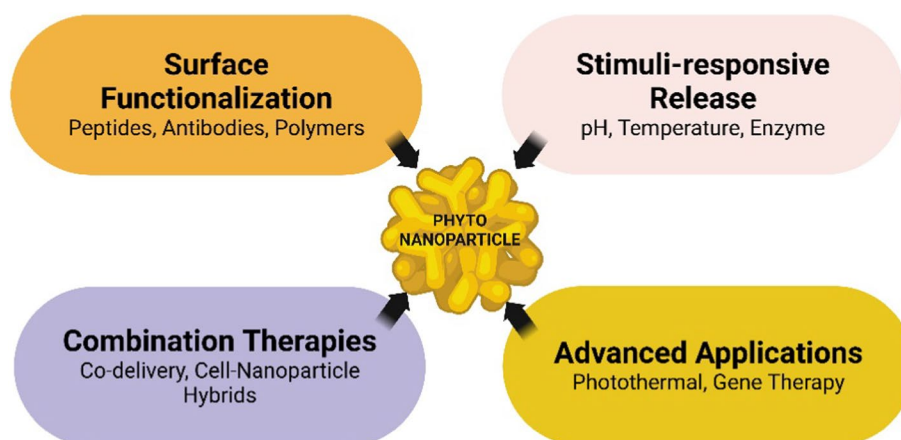 Surface
Functionalization
Peptides, Antibodies, Polymers
Stimuli-responsive
Release
pH, Temperature, Enzyme
PHYTO
NANOPARTICLE
Combination Therapies
Co-delivery, Cell-Nanoparticle
Hybrids
Advanced Applications
Photothermal, Gene Therapy